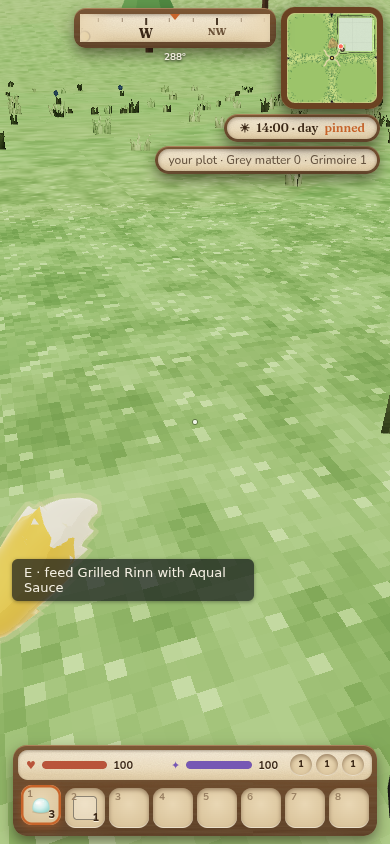 W
NW
288°
☀ 14:00 · day pinned
your plot · Grey matter 0 · Grimoire 1
E · feed Grilled Rinn with Aqual
Sauce
♥ 100 ✦ 100 1 1 1
1 2 3 4 5 6 7 8
3 1